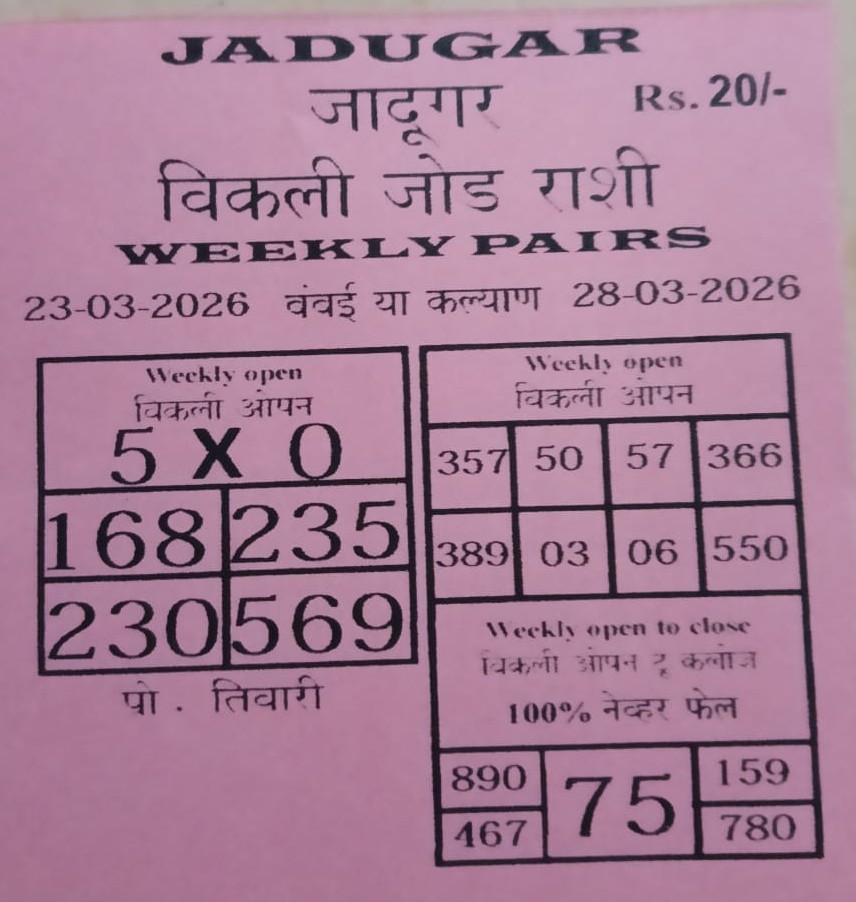 JADUGAR
जादूगर
Rs. 20/-
विकली जोड राशी
WEEKLY PAIRS
23-03-2026 बंबई या कल्याण 28-03-2026
Weekly open
विकली ओपन
5 X 0
168 235
230 569
पो . तिवारी
Weekly open
विकली ओपन
357 50 57 366
389 03 06 550
Weekly open to close
विकली ओपन टू कलोज
100% नेव्हर फेल
890 75 159
467 780